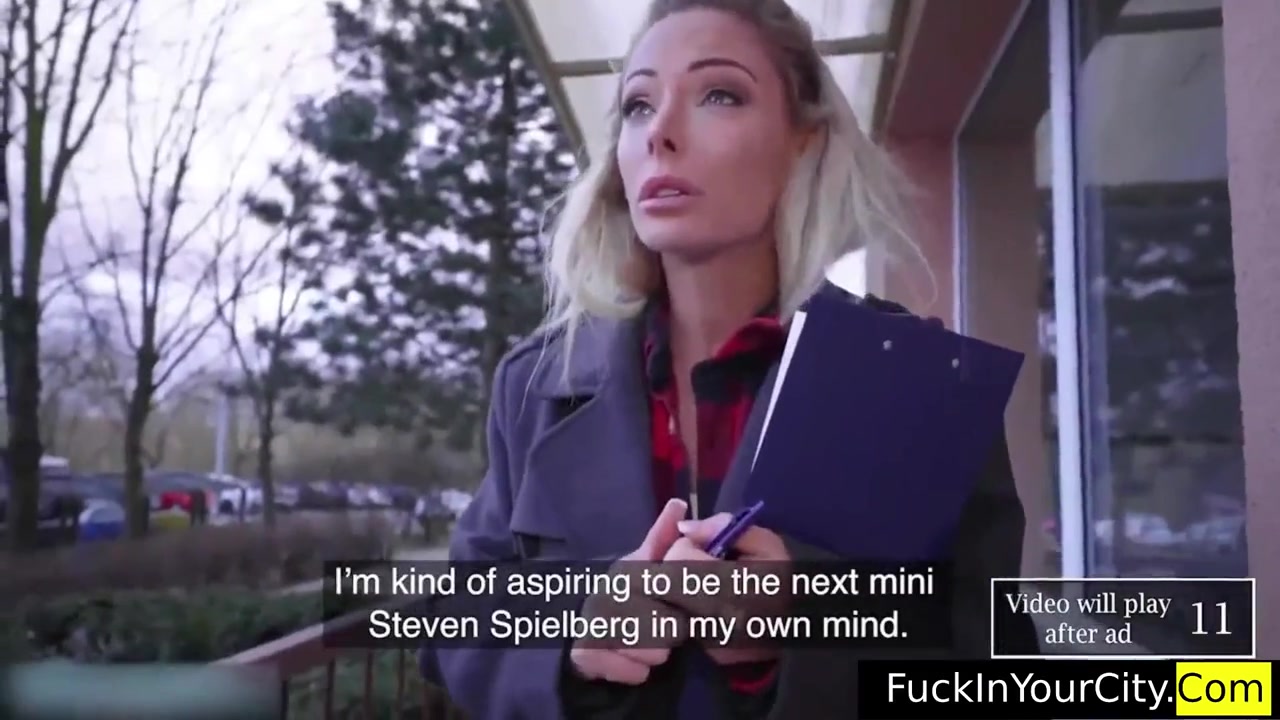 I'm kind of aspiring to be the next mini
Steven Spielberg in my own mind.
Video will play
after ad
11
FuckInYourCity.Com